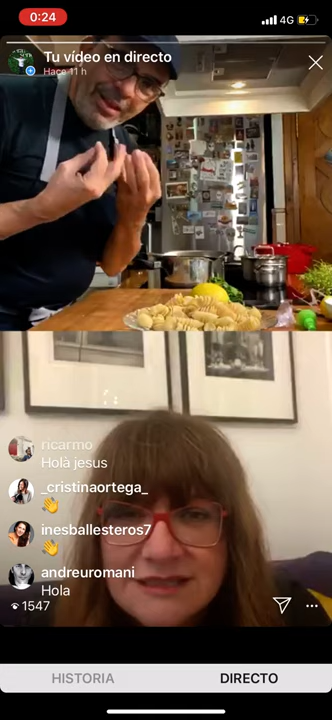 0:24
4G
Tu vídeo en directo
Hace 11 h
ricarmo
Holà jesus
_cristinaortega_
👋
inesballesteros7
👋
andreuromani
Hola
1547
HISTORIA
DIRECTO